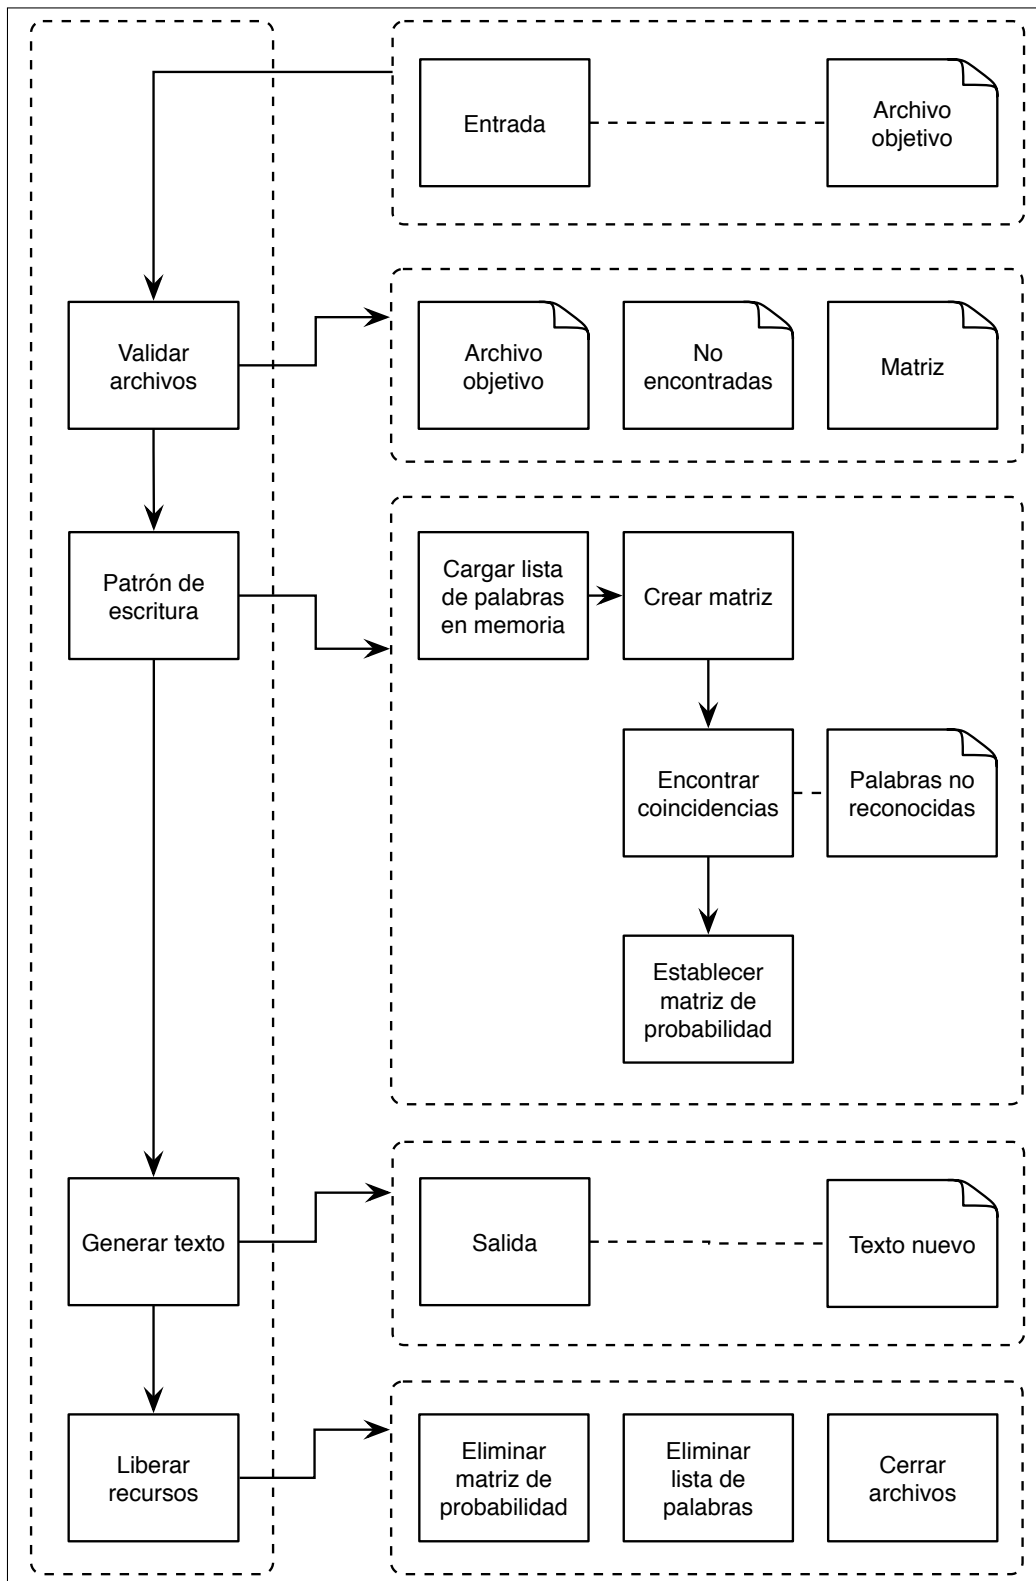 Entrada
Archivo
objetivo
Validar
archivos
Archivo
objetivo
No
encontradas
Matriz
Patrón de
escritura
Cargar lista
de palabras
en memoria
Crear matriz
Encontrar
coincidencias
Palabras no
reconocidas
Establecer
matriz de
probabilidad
Generar texto
Salida
Texto nuevo
Liberar
recursos
Eliminar
matriz de
probabilidad
Eliminar
lista de
palabras
Cerrar
archivos